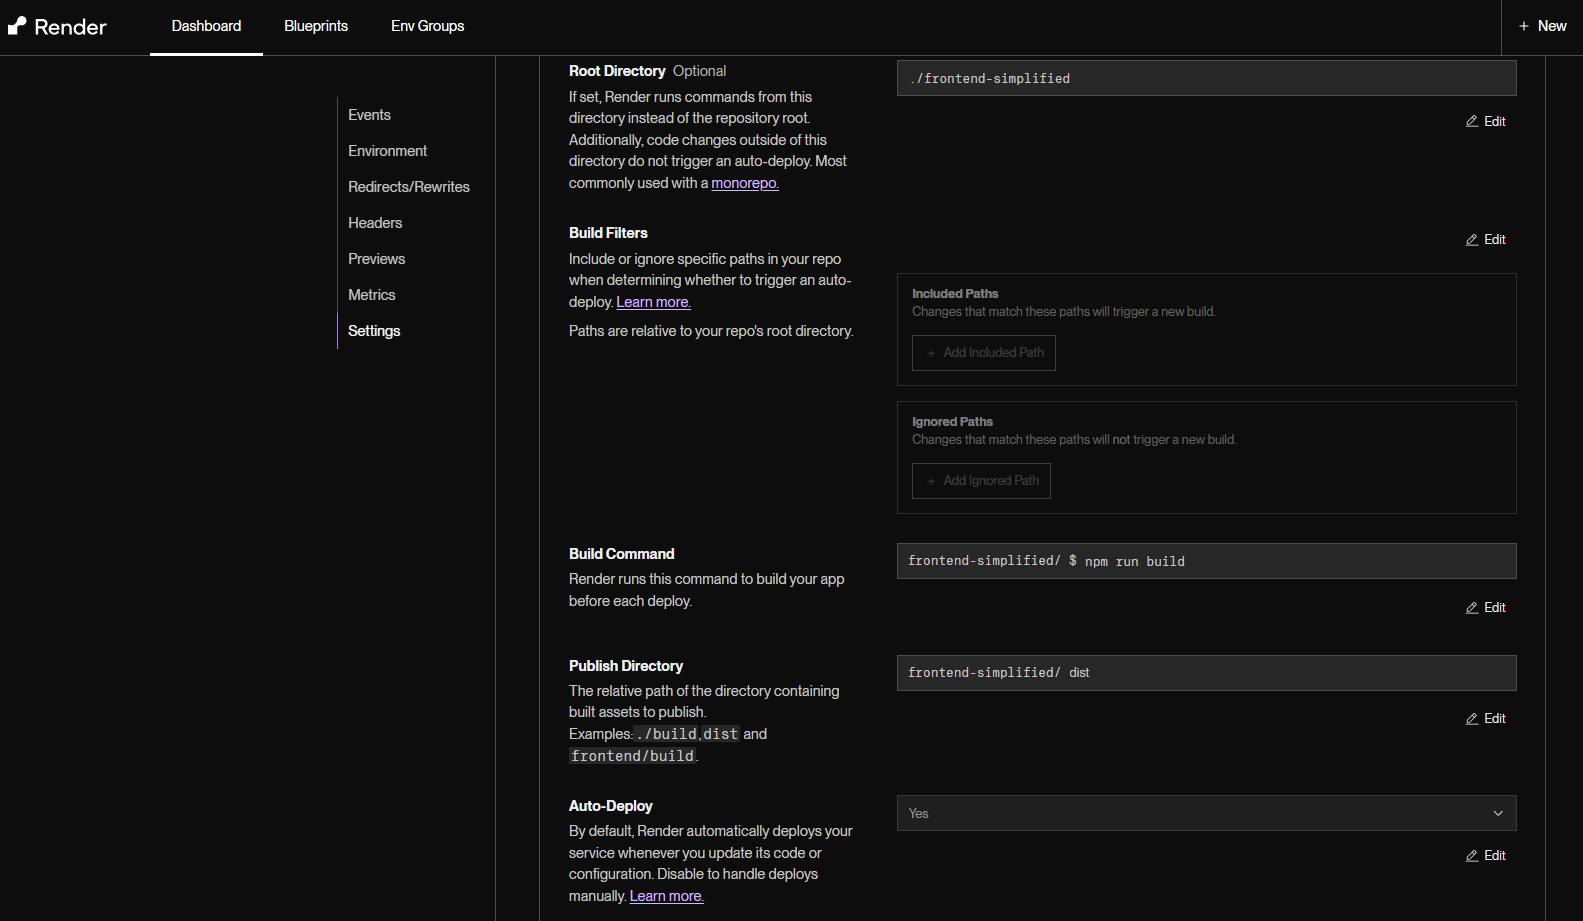 Render
Dashboard
Blueprints
Env Groups
+ New
Events
Environment
Redirects/Rewrites
Headers
Previews
Metrics
Settings
Root Directory Optional
If set, Render runs commands from this
directory instead of the repository root.
Additionally, code changes outside of this
directory do not trigger an auto-deploy. Most
commonly used with a monorepo.
./frontend-simplified
Edit
Build Filters
Include or ignore specific paths in your repo
when determining whether to trigger an auto-
deploy. Learn more.
Paths are relative to your repo's root directory.
Edit
Included Paths
Changes that match these paths will trigger a new build.
+ Add Included Path
Ignored Paths
Changes that match these paths will not trigger a new build.
+ Add Ignored Path
Build Command
Render runs this command to build your app
before each deploy.
frontend-simplified/ $ npm run build
Edit
Publish Directory
The relative path of the directory containing
built assets to publish.
Examples: ./build, dist and
frontend/build.
frontend-simplified/ dist
Edit
Auto-Deploy
By default, Render automatically deploys your
service whenever you update its code or
configuration. Disable to handle deploys
manually. Learn more.
Yes
Edit